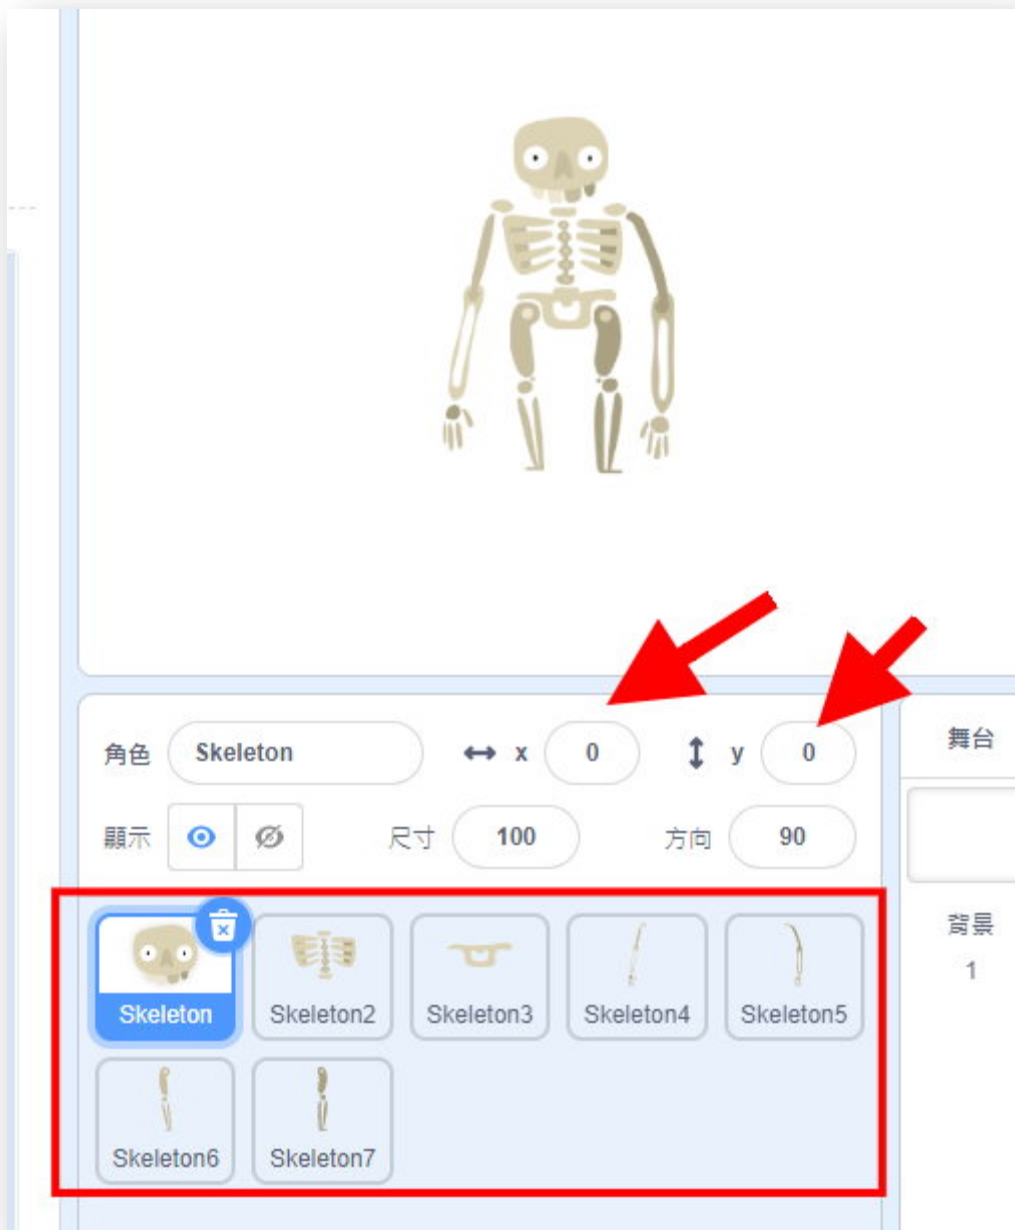 角色 Skeleton x 0 y 0
顯示 尺寸 100 方向 90
Skeleton Skeleton2 Skeleton3 Skeleton4 Skeleton5
Skeleton6 Skeleton7
舞台
背景
1